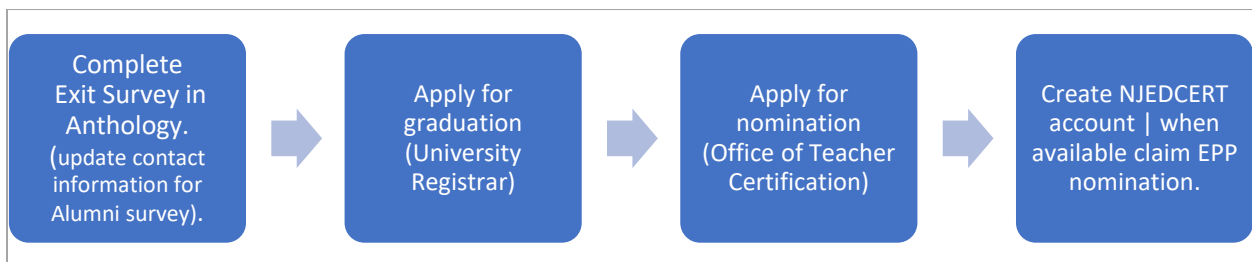 Complete
Exit Survey in
Anthology.
(update contact
information for
Alumni survey).
Apply for
graduation
(University
Registrar)
Apply for
nomination
(Office of Teacher
Certification)
Create NJEDCERT
account | when
available claim EPP
nomination.